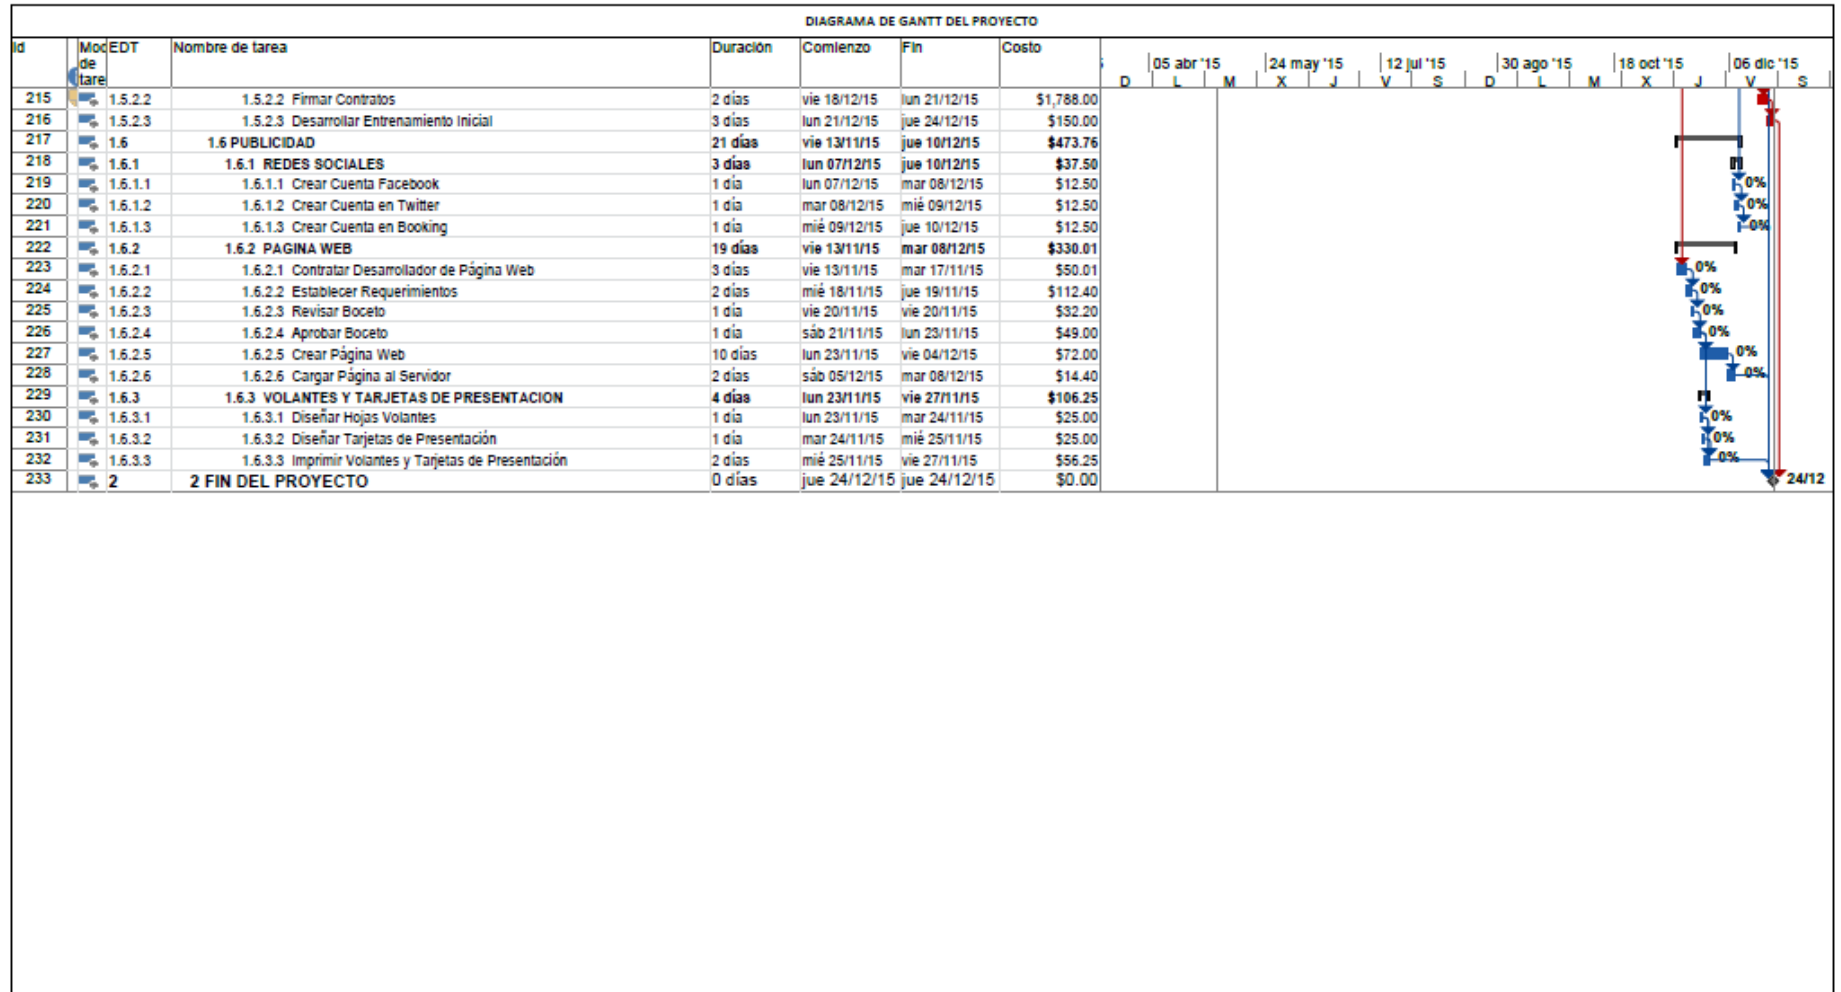 DIAGRAMA DE GANTT DEL PROYECTO
Id Moc de tare EDT Nombre de tarea Duración Comienzo Fin Costo
05 abr '15 24 may '15 12 jul '15 30 ago '15 18 oct '15 06 dic '15
D L M X J V S D L M X J V S
215 1.5.2.2 1.5.2.2 Firmar Contratos 2 días vie 18/12/15 lun 21/12/15 $1,788.00
216 1.5.2.3 1.5.2.3 Desarrollar Entrenamiento Inicial 3 días lun 21/12/15 jue 24/12/15 $150.00
217 1.6 1.6 PUBLICIDAD 21 días vie 13/11/15 jue 10/12/15 $473.76
218 1.6.1 1.6.1 REDES SOCIALES 3 días lun 07/12/15 jue 10/12/15 $37.50
219 1.6.1.1 1.6.1.1 Crear Cuenta Facebook 1 día lun 07/12/15 mar 08/12/15 $12.50 0%
220 1.6.1.2 1.6.1.2 Crear Cuenta en Twitter 1 día mar 08/12/15 mié 09/12/15 $12.50 0%
221 1.6.1.3 1.6.1.3 Crear Cuenta en Booking 1 día mié 09/12/15 jue 10/12/15 $12.50 0%
222 1.6.2 1.6.2 PAGINA WEB 19 días vie 13/11/15 mar 08/12/15 $330.01
223 1.6.2.1 1.6.2.1 Contratar Desarrollador de Página Web 3 días vie 13/11/15 mar 17/11/15 $50.01 0%
224 1.6.2.2 1.6.2.2 Establecer Requerimientos 2 días mié 18/11/15 jue 19/11/15 $112.40 0%
225 1.6.2.3 1.6.2.3 Revisar Boceto 1 día vie 20/11/15 vie 20/11/15 $32.20 0%
226 1.6.2.4 1.6.2.4 Aprobar Boceto 1 día sáb 21/11/15 lun 23/11/15 $49.00 0%
227 1.6.2.5 1.6.2.5 Crear Página Web 10 días lun 23/11/15 vie 04/12/15 $72.00 0%
228 1.6.2.6 1.6.2.6 Cargar Página al Servidor 2 días sáb 05/12/15 mar 08/12/15 $14.40 0%
229 1.6.3 1.6.3 VOLANTES Y TARJETAS DE PRESENTACION 4 días lun 23/11/15 vie 27/11/15 $106.25
230 1.6.3.1 1.6.3.1 Diseñar Hojas Volantes 1 día lun 23/11/15 mar 24/11/15 $25.00 0%
231 1.6.3.2 1.6.3.2 Diseñar Tarjetas de Presentación 1 día mar 24/11/15 mié 25/11/15 $25.00 0%
232 1.6.3.3 1.6.3.3 Imprimir Volantes y Tarjetas de Presentación 2 días mié 25/11/15 vie 27/11/15 $56.25 0%
233 2 2 FIN DEL PROYECTO 0 días jue 24/12/15 jue 24/12/15 $0.00 24/12